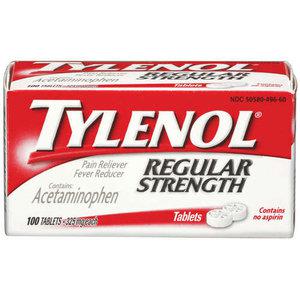 NDC 50580-496-60
TYLENOL®
Pain Reliever
Fever Reducer
Contains:
Acetaminophen
REGULAR
STRENGTH
100 TABLETS - 325 mg each
Tablets
Contains
no aspirin